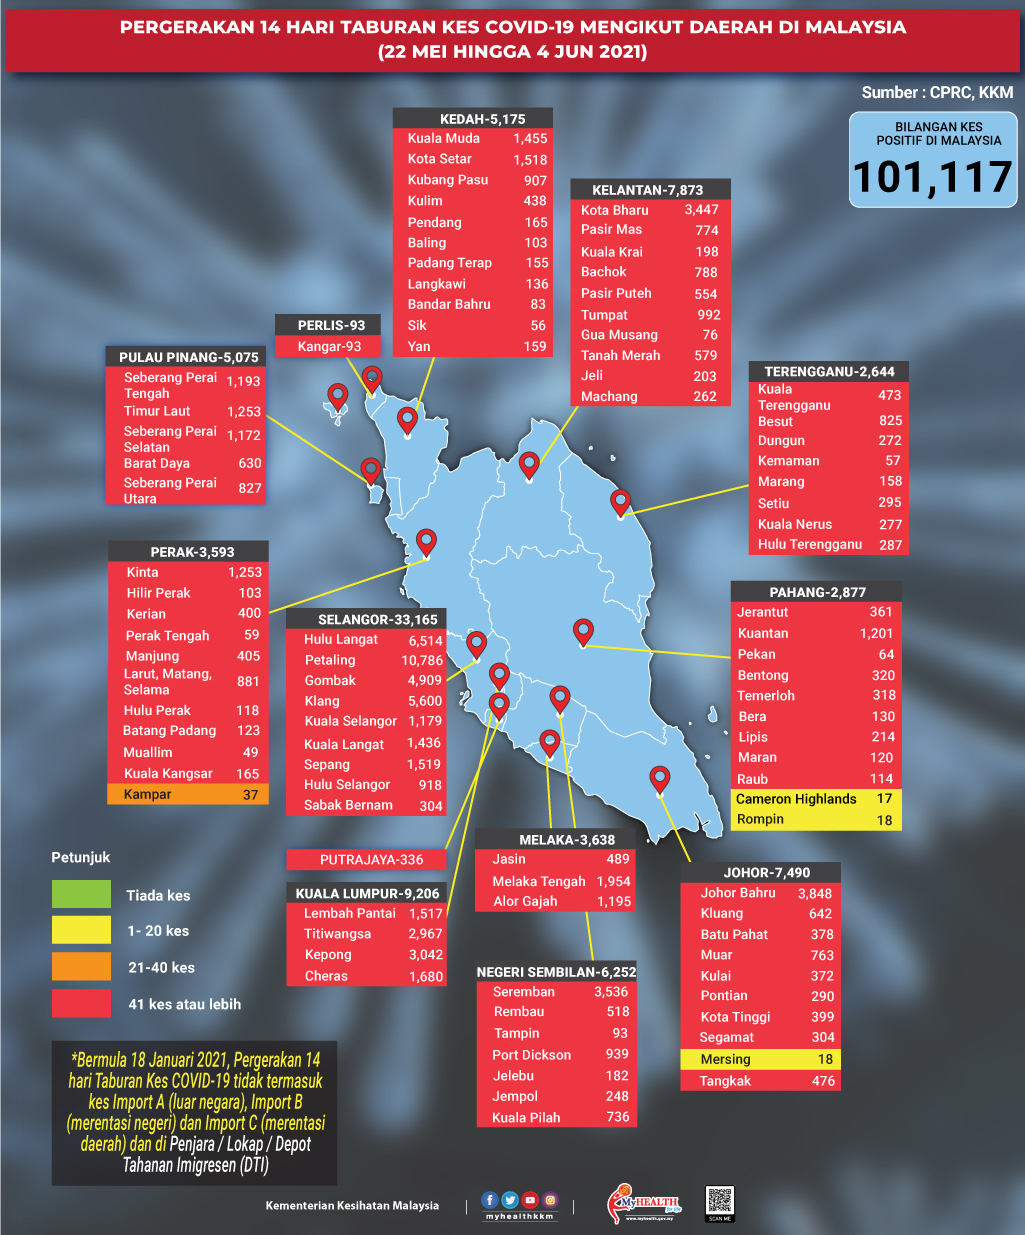 PERGERAKAN 14 HARI TABURAN KES COVID-19 MENGIKUT DAERAH DI MALAYSIA
(22 MEI HINGGA 4 JUN 2021)
Sumber : CPRC, KKM
BILANGAN KES
POSITIF DI MALAYSIA
101,117
KEDAH-5,175
Kuala Muda 1,455
Kota Setar 1,518
Kubang Pasu 907
Kulim 438
Pendang 165
Baling 103
Padang Terap 155
Langkawi 136
Bandar Bahru 83
Sik 56
Yan 159
KELANTAN-7,873
Kota Bharu 3,447
Pasir Mas 774
Kuala Krai 198
Bachok 788
Pasir Puteh 554
Tumpat 992
Gua Musang 76
Tanah Merah 579
Jeli 203
Machang 262
PERLIS-93
Kangar-93
PULAU PINANG-5,075
Seberang Perai
Tengah 1,193
Timur Laut 1,253
Seberang Perai
Selatan 1,172
Barat Daya 630
Seberang Perai
Utara 827
TERENGGANU-2,644
Kuala
Terengganu 473
Besut 825
Dungun 272
Kemaman 57
Marang 158
Setiu 295
Kuala Nerus 277
Hulu Terengganu 287
PERAK-3,593
Kinta 1,253
Hilir Perak 103
Kerian 400
Perak Tengah 59
Manjung 405
Larut, Matang,
Selama 881
Hulu Perak 118
Batang Padang 123
Muallim 49
Kuala Kangsar 165
Kampar 37
SELANGOR-33,165
Hulu Langat 6,514
Petaling 10,786
Gombak 4,909
Klang 5,600
Kuala Selangor 1,179
Kuala Langat 1,436
Sepang 1,519
Hulu Selangor 918
Sabak Bernam 304
PAHANG-2,877
Jerantut 361
Kuantan 1,201
Pekan 64
Bentong 320
Temerloh 318
Bera 130
Lipis 214
Maran 120
Raub 114
Cameron Highlands 17
Rompin 18
PUTRAJAYA-336
KUALA LUMPUR-9,206
Lembah Pantai 1,517
Titiwangsa 2,967
Kepong 3,042
Cheras 1,680
MELAKA-3,638
Jasin 489
Melaka Tengah 1,954
Alor Gajah 1,195
NEGERI SEMBILAN-6,252
Seremban 3,536
Rembau 518
Tampin 93
Port Dickson 939
Jelebu 182
Jempol 248
Kuala Pilah 736
JOHOR-7,490
Johor Bahru 3,848
Kluang 642
Batu Pahat 378
Muar 763
Kulai 372
Pontian 290
Kota Tinggi 399
Segamat 304
Mersing 18
Tangkak 476
Petunjuk
Tiada kes
1- 20 kes
21-40 kes
41 kes atau lebih
*Bermula 18 Januari 2021, Pergerakan 14
hari Taburan Kes COVID-19 tidak termasuk
kes Import A (luar negara), Import B
(merentasi negeri) dan Import C (merentasi
daerah) dan di Penjara / Lokap / Depot
Tahanan Imigresen (DTI)
Kementerian Kesihatan Malaysia
myhealthkkm
MyHEALTH
for life
www.myhealth.gov.my
SCAN ME